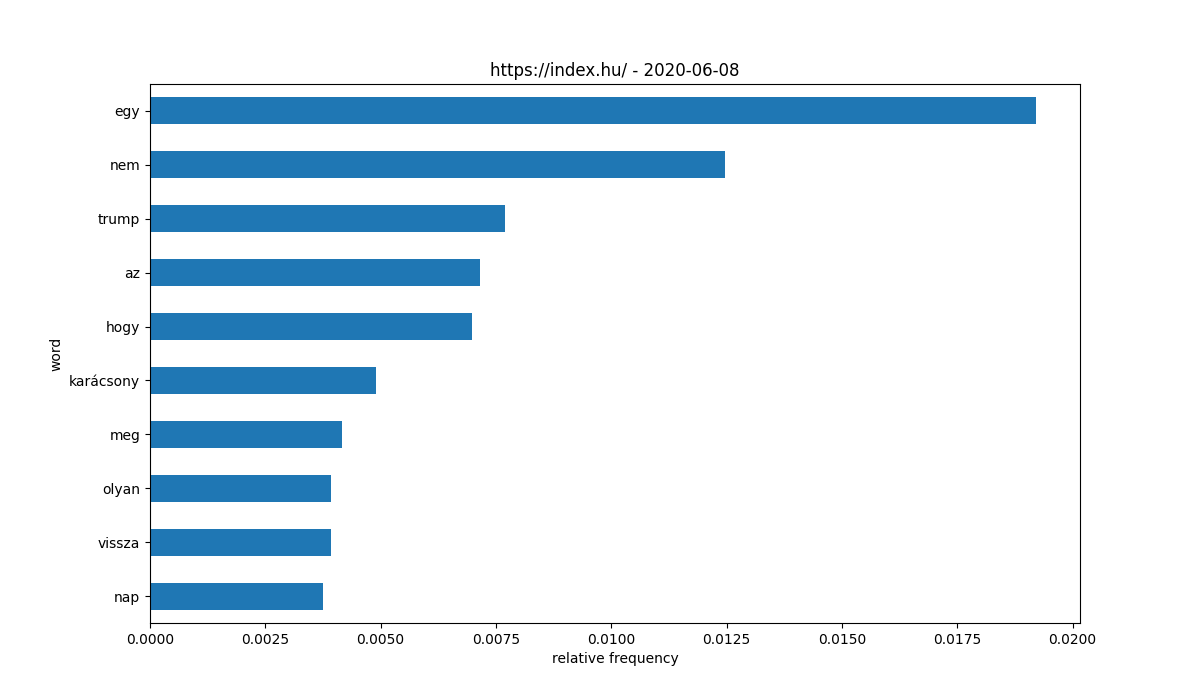 https://index.hu/ - 2020-06-08
egy
nem
trump
az
hogy
karácsony
meg
olyan
vissza
nap
word
0.0000 0.0025 0.0050 0.0075 0.0100 0.0125 0.0150 0.0175 0.0200
relative frequency